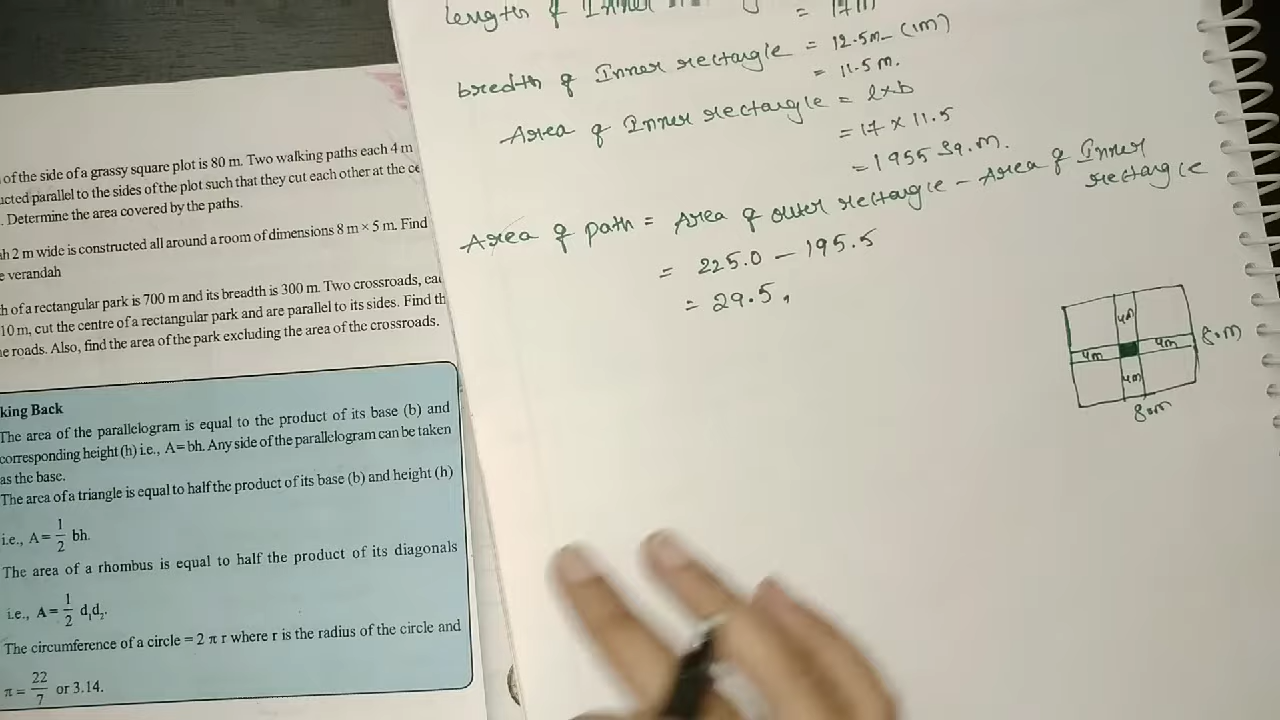 of the side of a grassy square plot is 80 m. Two walking paths each 4 m
ucted parallel to the sides of the plot such that they cut each other at the ce
. Determine the area covered by the paths.
ah 2 m wide is constructed all around a room of dimensions 8 m × 5 m. Find
e verandah
h of a rectangular park is 700 m and its breadth is 300 m. Two crossroads, eac
10 m, cut the centre of a rectangular park and are parallel to its sides. Find th
e roads. Also, find the area of the park excluding the area of the crossroads.
king Back
The area of the parallelogram is equal to the product of its base (b) and
corresponding height (h) i.e., A = bh. Any side of the parallelogram can be taken
as the base.
The area of a triangle is equal to half the product of its base (b) and height (h)
i.e., A = 1/2 bh.
The area of a rhombus is equal to half the product of its diagonals
i.e., A = 1/2 d₁d₂.
The circumference of a circle = 2 π r where r is the radius of the circle and
π = 22/7 or 3.14.
length of Inner
= 17m
breadth of Inner rectangle = 12.5m - (1m)
= 11.5 m.
Area of Inner rectangle = l×b
= 17 × 11.5
= 1955 Sq.m.
Area of path = Area of outer rectangle - Area of Inner
rectangle
= 225.0 - 195.5
= 29.5
4m
4m 4m 80m
4m
80m